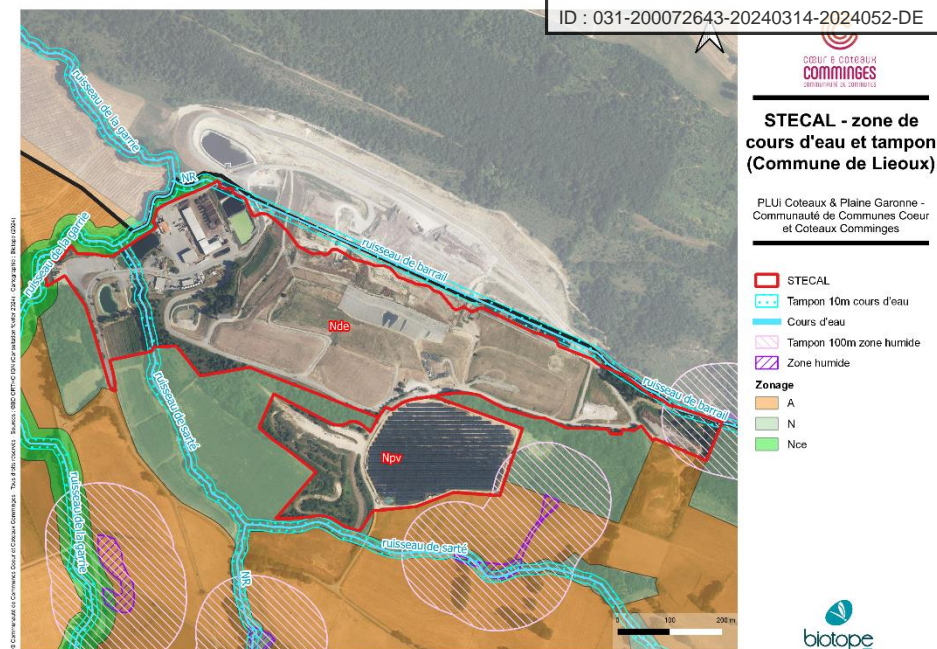 ID : 031-200072643-20240314-2024052-DE
cœur & coteaux
COMMINGES
COMMUNAUTÉ DE COMMUNES
STECAL - zone de
cours d'eau et tampon
(Commune de Lieoux)
PLUi Coteaux & Plaine Garonne -
Communauté de Communes Coeur
et Coteaux Comminges
STECAL
Tampon 10m cours d'eau
Cours d'eau
Tampon 100m zone humide
Zone humide
Zonage
A
N
Nce
ruisseau de la garrie
NR
ruisseau de la garrie
ruisseau de barrail
Nde
ruisseau de barrail
ruisseau de sarté
Npv
ruisseau de la garrie
ruisseau de sarté
NR
0 100 200 m
biotope